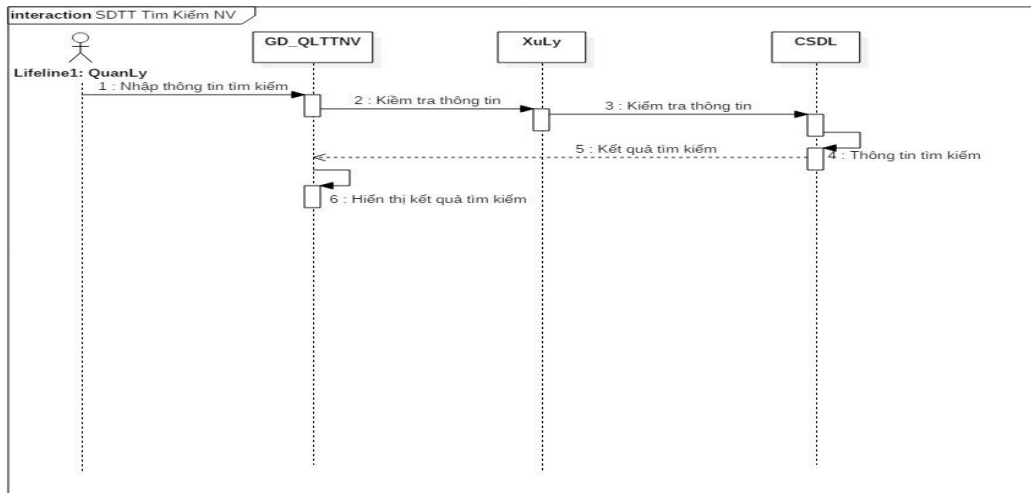 interaction SDTT Tìm Kiếm NV
GD_QLTTNV
XuLy
CSDL
Lifeline1: QuanLy
1 : Nhập thông tin tìm kiếm
2 : Kiềm tra thông tin
3 : Kiểm tra thông tin
5 : Kết quả tìm kiếm
4 : Thông tin tìm kiếm
6 : Hiển thị kết quả tìm kiếm